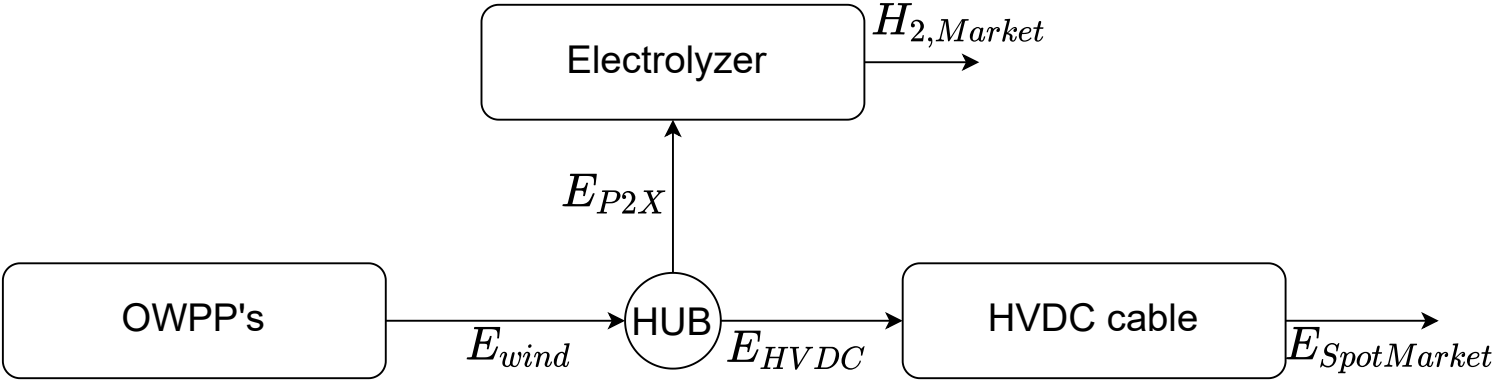 H_{2,Market}
Electrolyzer
E_{P2X}
OWPP's
HUB
HVDC cable
E_{wind}
E_{HVDC}
E_{SpotMarket}